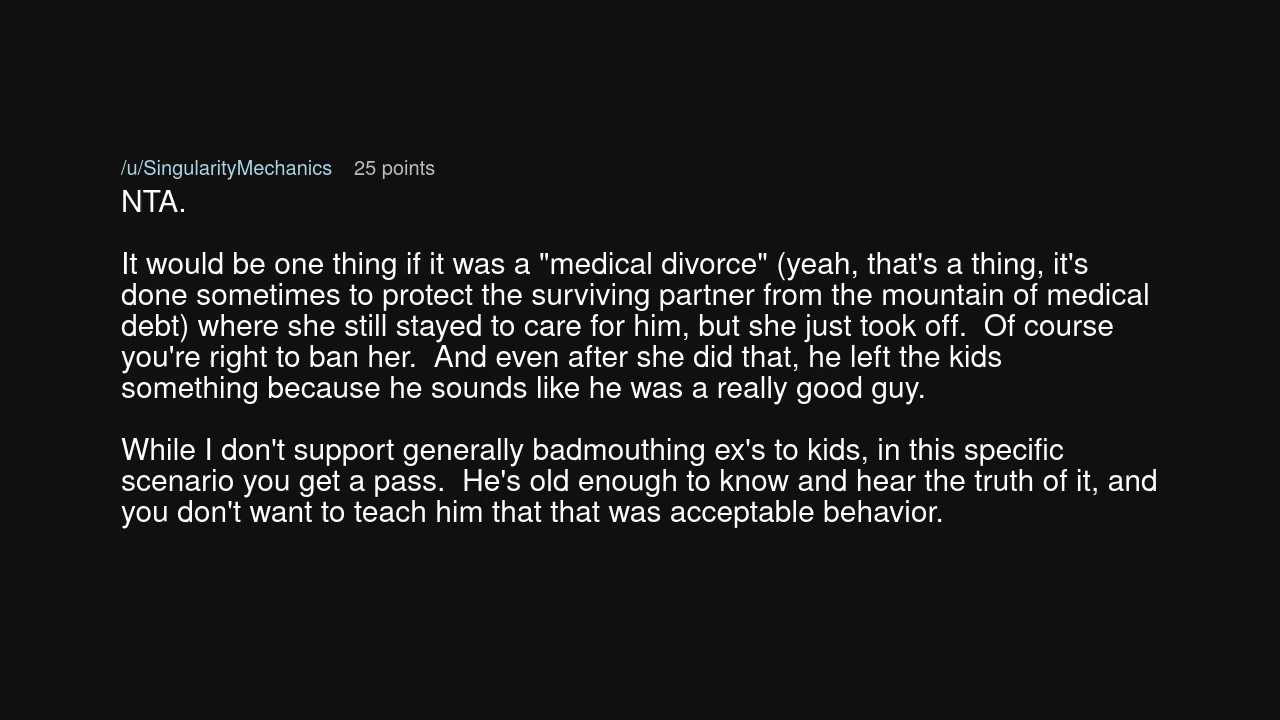 /u/SingularityMechanics 25 points
NTA.
It would be one thing if it was a "medical divorce" (yeah, that's a thing, it's
done sometimes to protect the surviving partner from the mountain of medical
debt) where she still stayed to care for him, but she just took off.  Of course
you're right to ban her.  And even after she did that, he left the kids
something because he sounds like he was a really good guy.
While I don't support generally badmouthing ex's to kids, in this specific
scenario you get a pass.  He's old enough to know and hear the truth of it, and
you don't want to teach him that that was acceptable behavior.